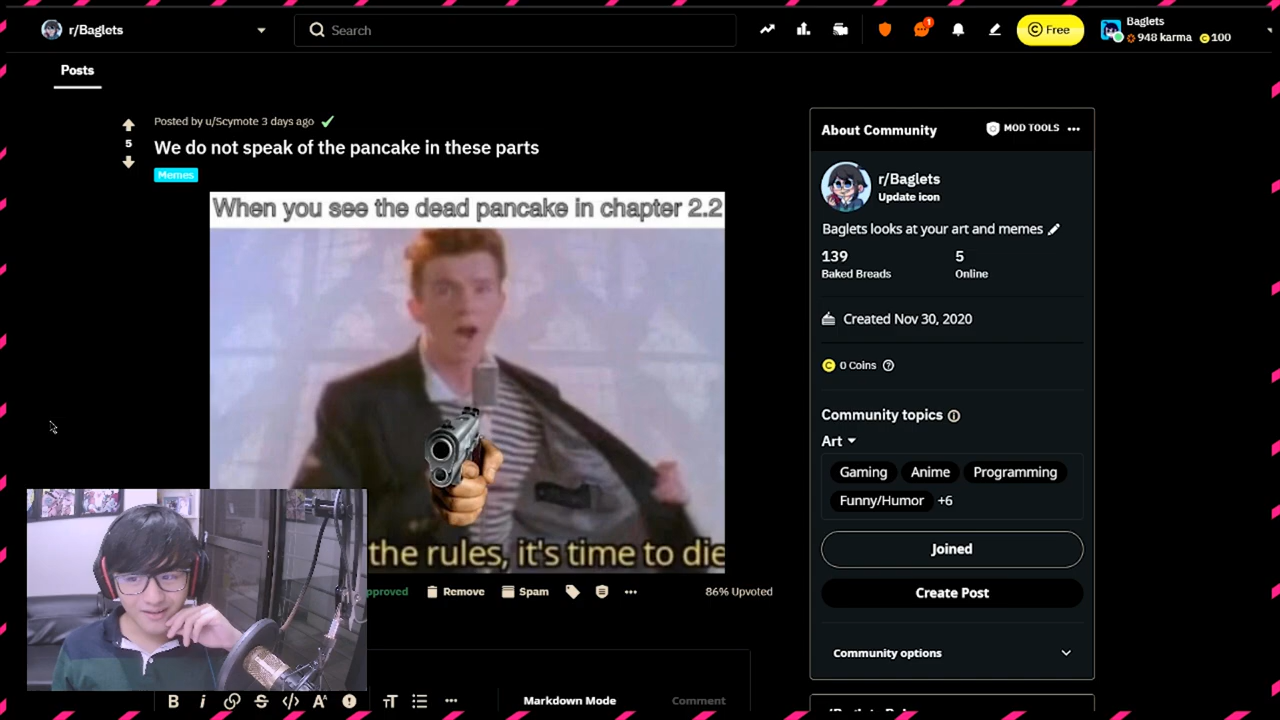 r/Baglets
Search
1
Free
Baglets
948 karma
100
Posts
Posted by u/Scymote 3 days ago
5
We do not speak of the pancake in these parts
Memes
When you see the dead pancake in chapter 2.2
the rules, it's time to die
pproved
Remove
Spam
86% Upvoted
B
i
Markdown Mode
Comment
About Community
MOD TOOLS
r/Baglets
Update icon
Baglets looks at your art and memes
139
5
Baked Breads
Online
Created Nov 30, 2020
0 Coins
Community topics
Art
Gaming
Anime
Programming
Funny/Humor
+6
Joined
Create Post
Community options